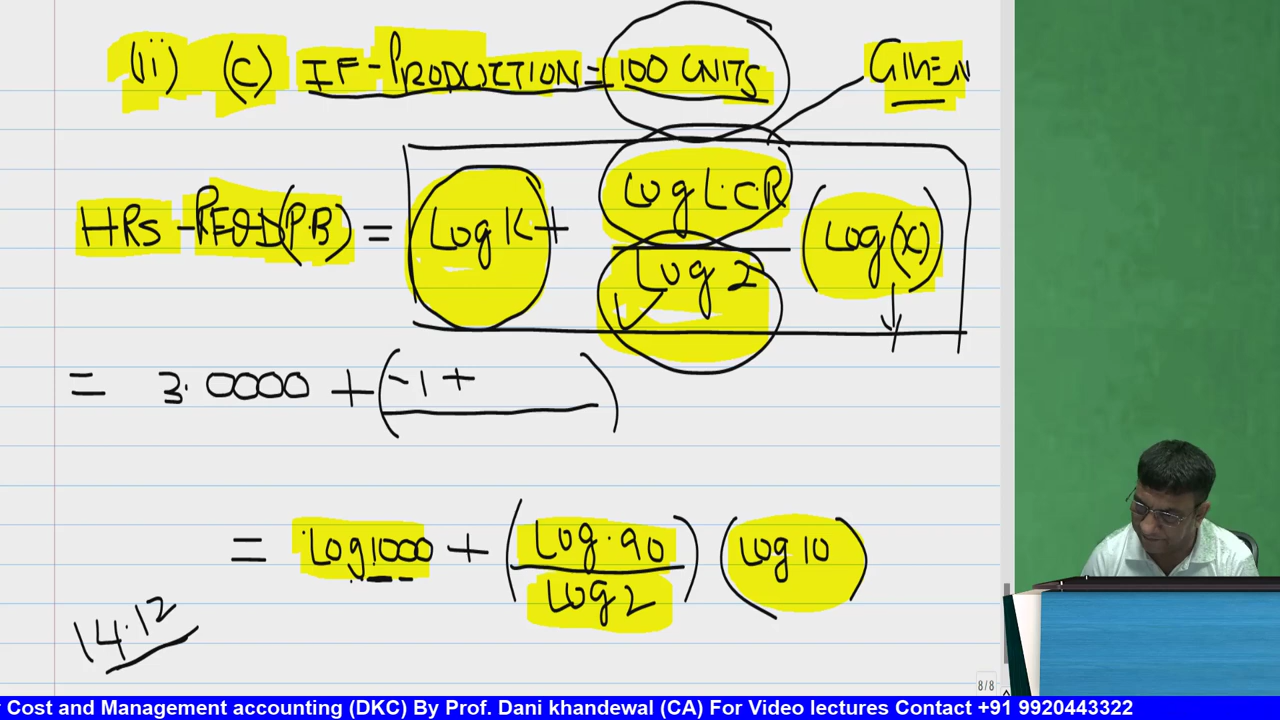 (ii) (C) IF - PRODUCTION = 100 UNITS GIVEN
HRS - REQD (P.B) = Log K + Log L.C.R / Log 2 (Log (X)
= 3.0000 + (-1 + )
= Log 1000 + (Log .90 / Log 2) (Log 10)
14.12
8/8
Cost and Management accounting (DKC) By Prof. Dani khandewal (CA) For Video lectures Contact +91 9920443322